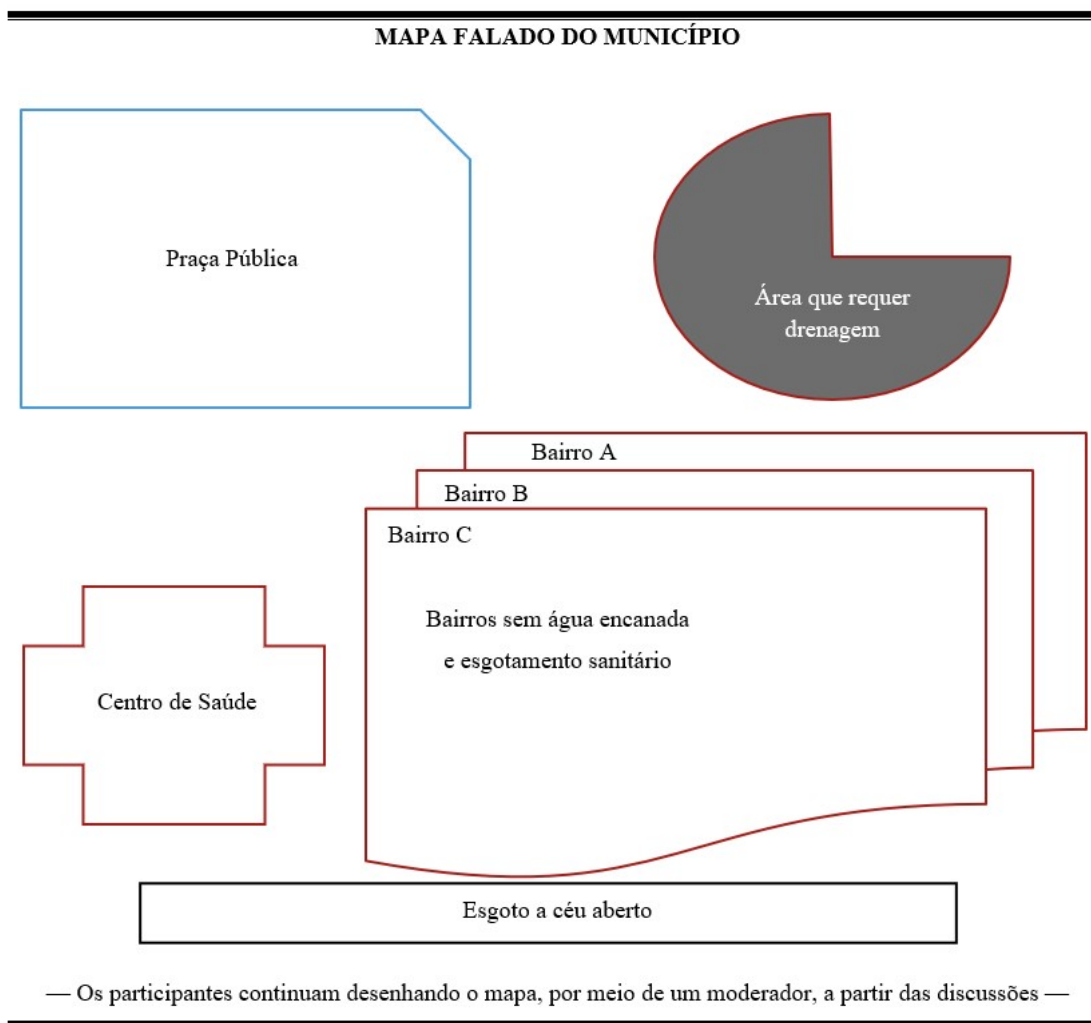 MAPA FALADO DO MUNICÍPIO
Praça Pública
Área que requer
drenagem
Bairro A
Bairro B
Bairro C
Bairros sem água encanada
e esgotamento sanitário
Centro de Saúde
Esgoto a céu aberto
— Os participantes continuam desenhando o mapa, por meio de um moderador, a partir das discussões —